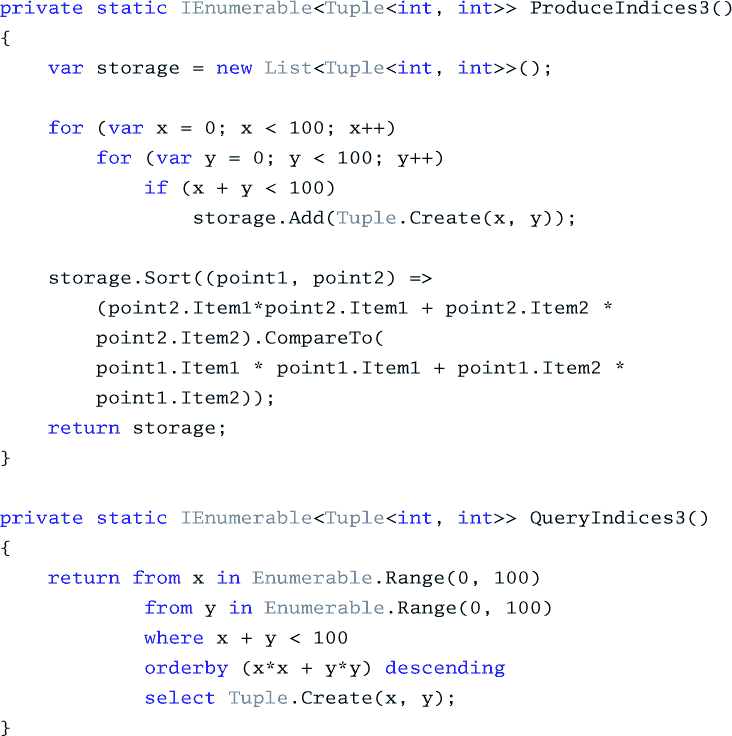 private static IEnumerable<Tuple<int, int>> ProduceIndices3()
{
    var storage = new List<Tuple<int, int>>();

    for (var x = 0; x < 100; x++)
        for (var y = 0; y < 100; y++)
            if (x + y < 100)
                storage.Add(Tuple.Create(x, y));

    storage.Sort((point1, point2) =>
        (point2.Item1*point2.Item1 + point2.Item2 *
        point2.Item2).CompareTo(
        point1.Item1 * point1.Item1 + point1.Item2 *
        point1.Item2));
    return storage;
}

private static IEnumerable<Tuple<int, int>> QueryIndices3()
{
    return from x in Enumerable.Range(0, 100)
            from y in Enumerable.Range(0, 100)
            where x + y < 100
            orderby (x*x + y*y) descending
            select Tuple.Create(x, y);
}